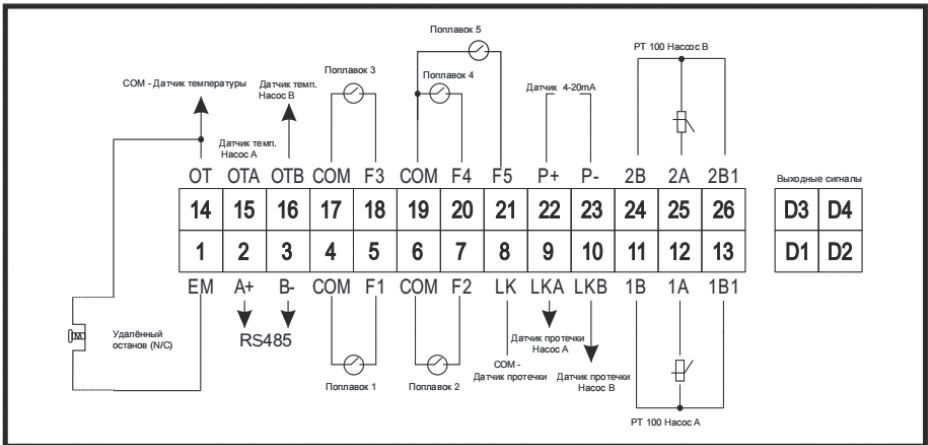 Поплавок 5
Поплавок 3
Поплавок 4
PT 100 Нассос B
COM - Датчик температуры
Датчик темп.
Насос B
Датчик 4-20mA
Датчик темп.
Насос A
OT OTA OTB COM F3 COM F4 F5 P+ P- 2B 2A 2B1
Выходные сигналы
14 15 16 17 18 19 20 21 22 23 24 25 26 D3 D4
1 2 3 4 5 6 7 8 9 10 11 12 13 D1 D2
EM A+ B- COM F1 COM F2 LK LKA LKB 1B 1A 1B1
RS485
Удалённый
останов (N/C)
Датчик протечки
Насос A
COM -
Датчик протечки
Датчик протечки
Насос B
Поплавок 1
Поплавок 2
PT 100 Насос A